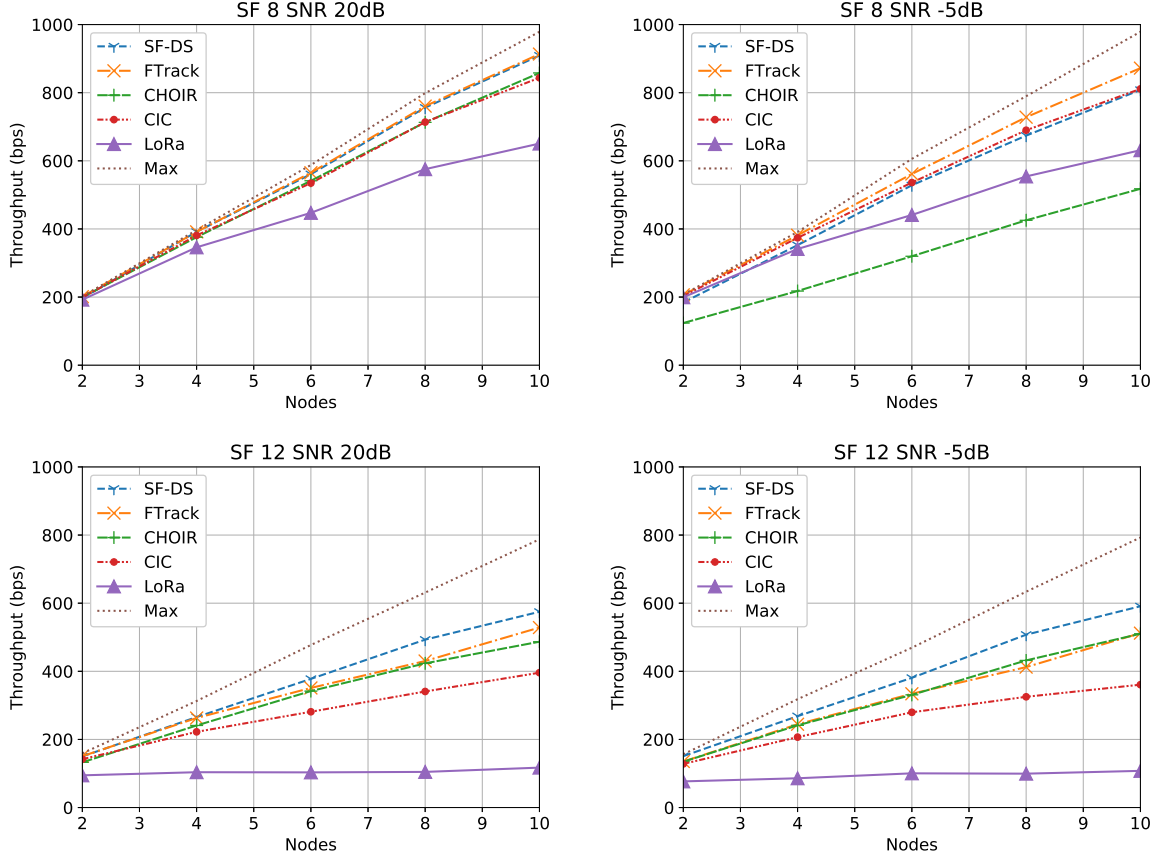 SF 8 SNR 20dB
1000
800
600
400
200
0
Throughput (bps)
SF-DS
FTrack
CHOIR
CIC
LoRa
Max
2 3 4 5 6 7 8 9 10
Nodes
SF 8 SNR -5dB
1000
800
600
400
200
0
Throughput (bps)
SF-DS
FTrack
CHOIR
CIC
LoRa
Max
2 3 4 5 6 7 8 9 10
Nodes
SF 12 SNR 20dB
1000
800
600
400
200
0
Throughput (bps)
SF-DS
FTrack
CHOIR
CIC
LoRa
Max
2 3 4 5 6 7 8 9 10
Nodes
SF 12 SNR -5dB
1000
800
600
400
200
0
Throughput (bps)
SF-DS
FTrack
CHOIR
CIC
LoRa
Max
2 3 4 5 6 7 8 9 10
Nodes